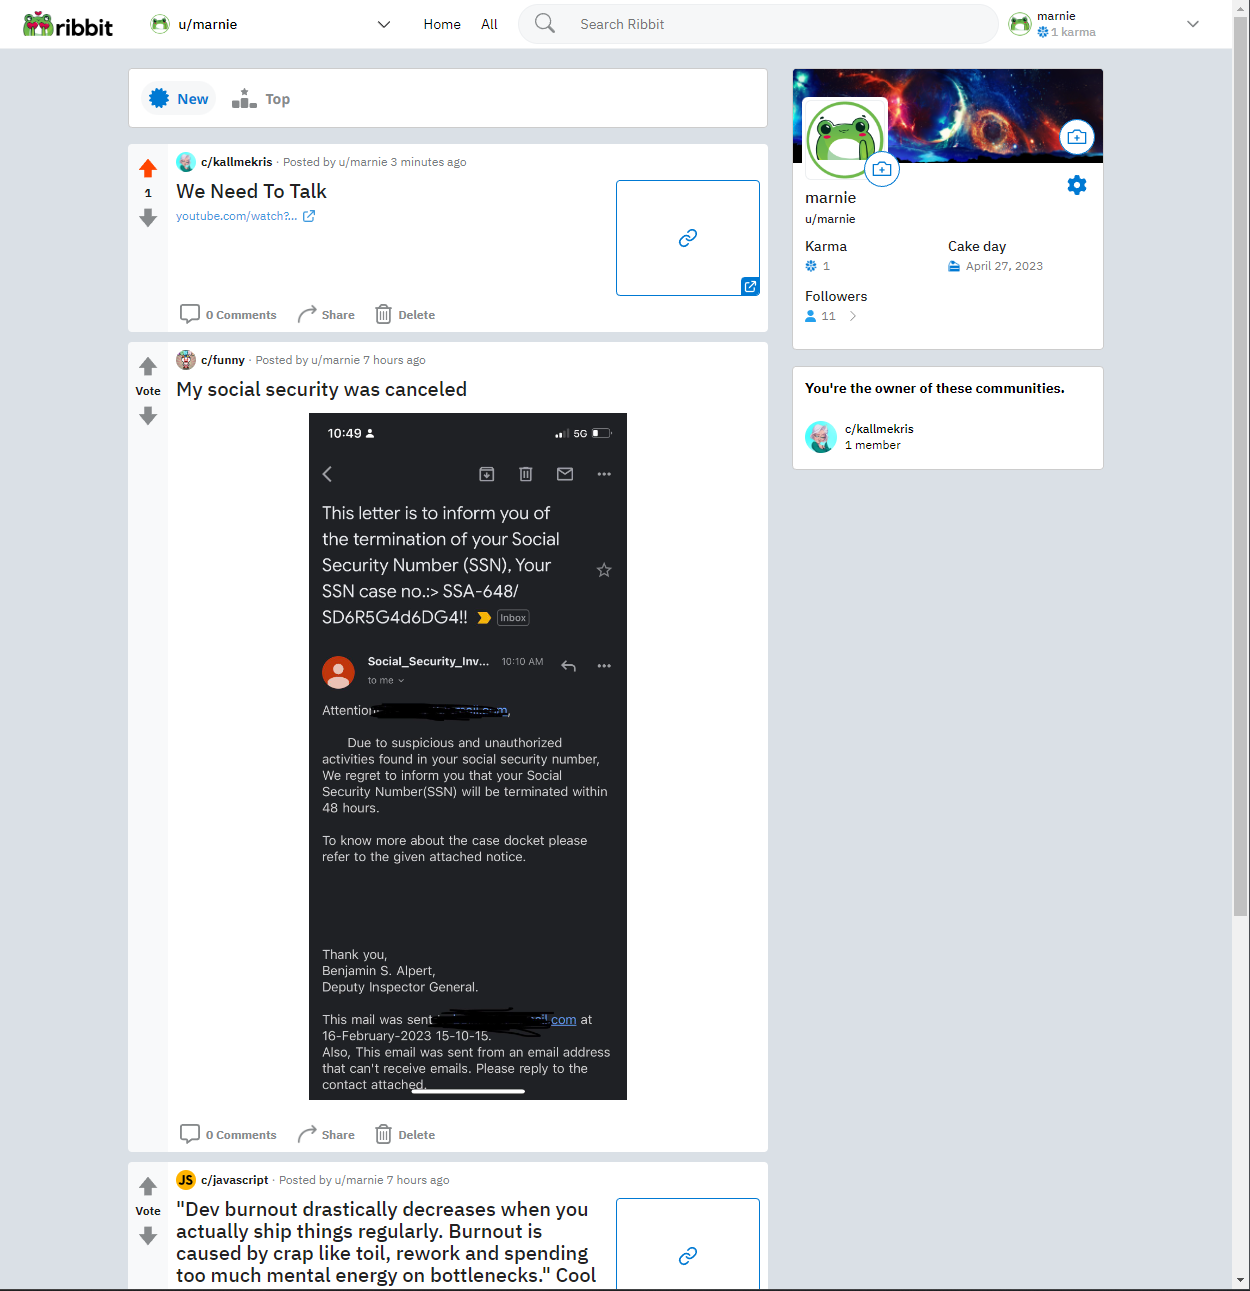 ribbit
u/marnie
Home
All
Search Ribbit
marnie
1 karma
New
Top
c/kallmekris · Posted by u/marnie 3 minutes ago
1
We Need To Talk
youtube.com/watch?...
0 Comments
Share
Delete
c/funny · Posted by u/marnie 7 hours ago
Vote
My social security was canceled
10:49
5G
This letter is to inform you of
the termination of your Social
Security Number (SSN), Your
SSN case no.:> SSA-648/
SD6R5G4d6DG4!!
Inbox
Social_Security_Inv...
10:10 AM
to me
Attention
Due to suspicious and unauthorized
activities found in your social security number,
We regret to inform you that your Social
Security Number(SSN) will be terminated within
48 hours.
To know more about the case docket please
refer to the given attached notice.
Thank you,
Benjamin S. Alpert,
Deputy Inspector General.
This mail was sent .com at
16-February-2023 15-10-15.
Also, This email was sent from an email address
that can't receive emails. Please reply to the
contact attached.
0 Comments
Share
Delete
c/javascript · Posted by u/marnie 7 hours ago
JS
Vote
"Dev burnout drastically decreases when you
actually ship things regularly. Burnout is
caused by crap like toil, rework and spending
too much mental energy on bottlenecks." Cool
marnie
u/marnie
Karma
1
Cake day
April 27, 2023
Followers
11
You're the owner of these communities.
c/kallmekris
1 member